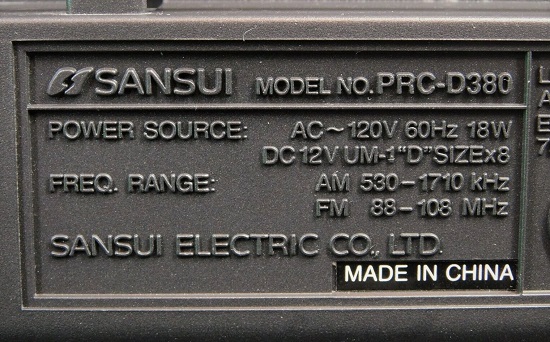 SANSUI MODEL NO. PRC-D380
POWER SOURCE: AC~120V 60Hz 18W
DC 12V UM-1 "D" SIZE×8
FREQ. RANGE: AM 530-1710 kHz
FM 88-108 MHz
SANSUI ELECTRIC CO., LTD.
MADE IN CHINA